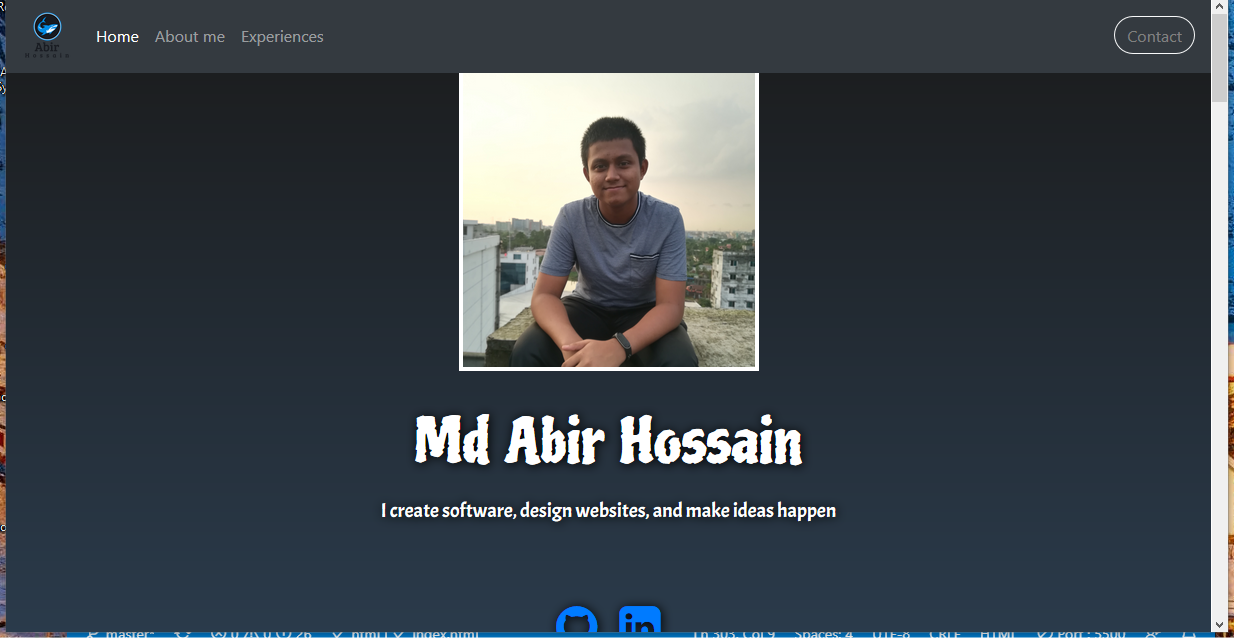 Abir
Hossain
Home
About me
Experiences
Contact
Md Abir Hossain
I create software, design websites, and make ideas happen
in
master*
index.html
Ln 303, Col 9
Spaces: 4
UTF-8
CRLF
HTML
Port : 5500